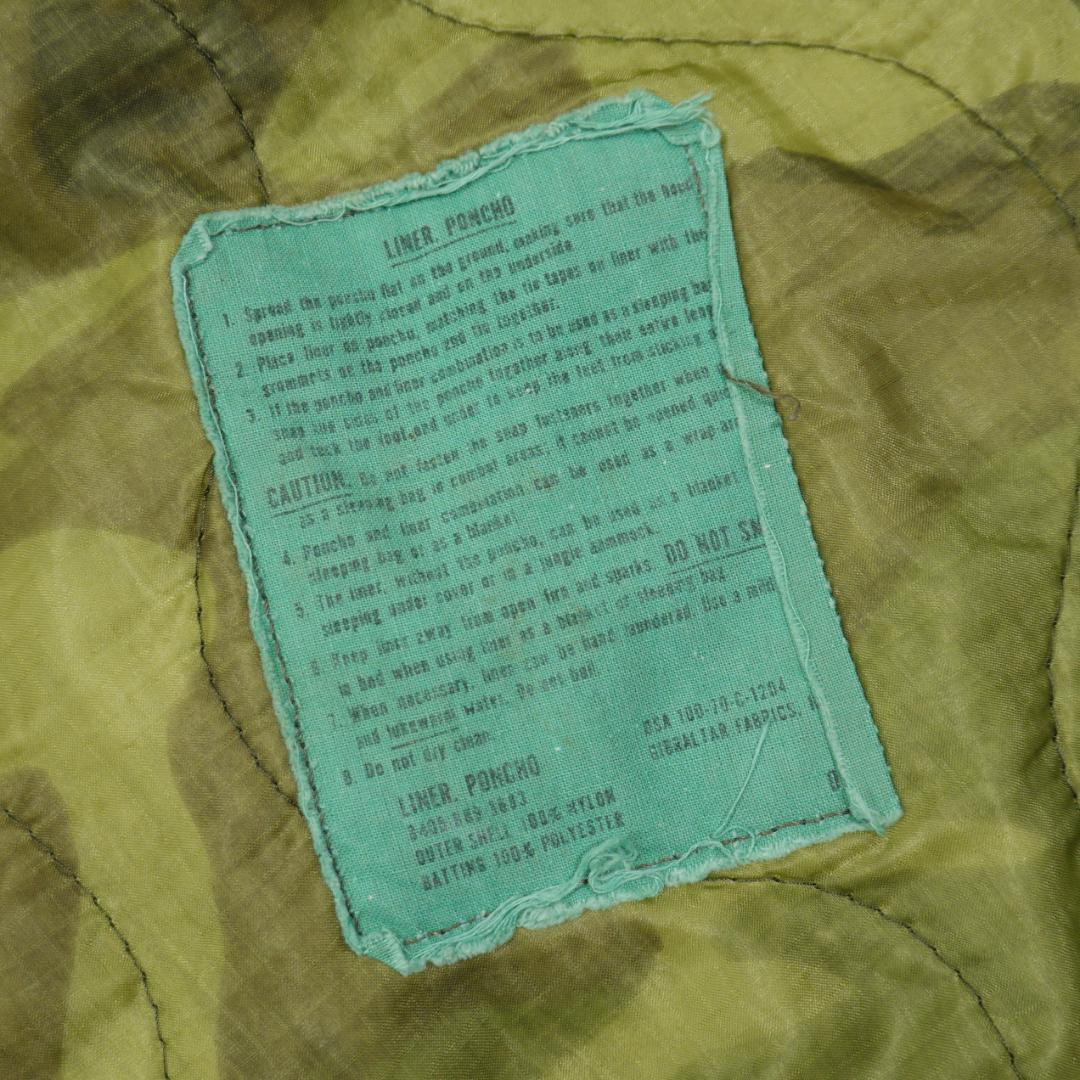 LINER, PONCHO
1. Spread the poncho flat on the ground, making sure that the hood
opening is tightly closed and on the underside.
2. Place liner on poncho, matching the tie tapes on liner with the
grommets on the poncho and tie together.
3. If the poncho and liner combination is to be used as a sleeping bag
snap the sides of the poncho together along their entire leng
and tuck the foot end under to keep the feet from sticking
CAUTION. Do not fasten the snap fasteners together when
as a sleeping bag in combat areas; it cannot be opened quic
4. Poncho and liner combination can be used as a wrap-aro
sleeping bag or as a blanket
5. The liner, without the poncho, can be used as a blanket
sleeping under cover or in a jungle hammock.
6. Keep liner away from open fire and sparks. DO NOT SM
in bed when using liner as a blanket or sleeping bag
7. When necessary, liner can be hand laundered. Use a mild
and lukewarm water. Do not boil.
8. Do not dry clean.
DSA 100-70-C-1204
GIBRALTAR FABRICS,
LINER, PONCHO
OUTER SHELL 100% NYLON
BATTING 100% POLYESTER